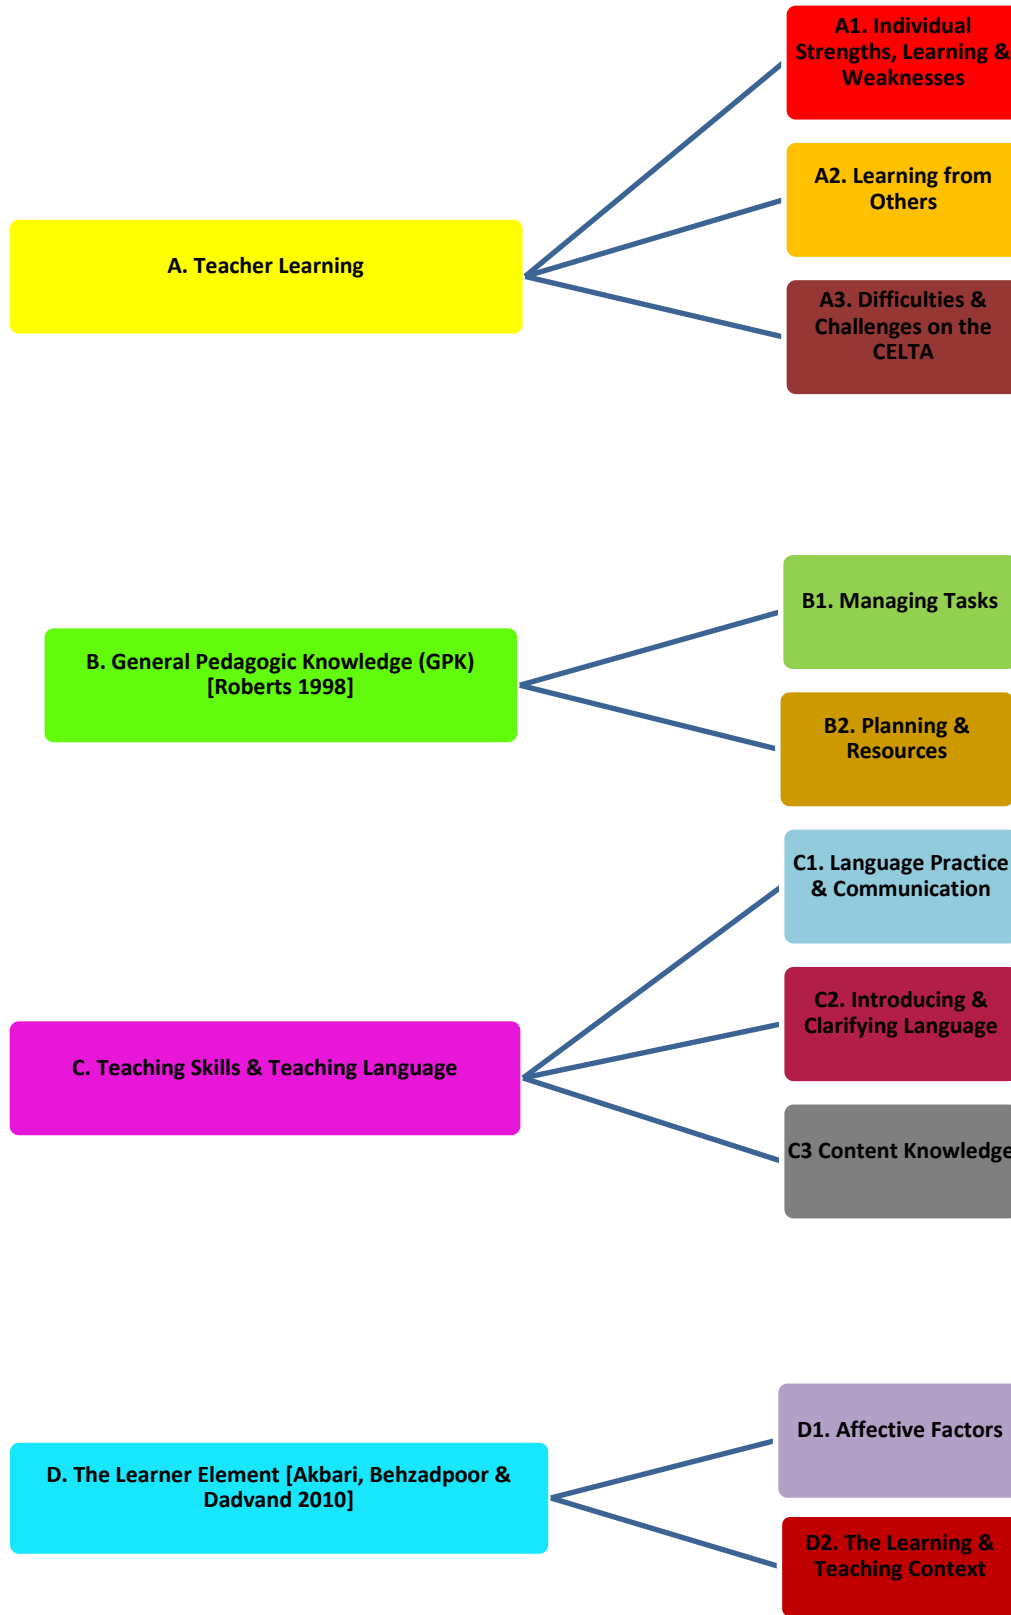 A1. Individual
Strengths, Learning &
Weaknesses
A2. Learning from
Others
A. Teacher Learning
A3. Difficulties &
Challenges on the
CELTA
B1. Managing Tasks
B. General Pedagogic Knowledge (GPK)
[Roberts 1998]
B2. Planning &
Resources
C1. Language Practice
& Communication
C2. Introducing &
Clarifying Language
C. Teaching Skills & Teaching Language
C3 Content Knowledge
D1. Affective Factors
D. The Learner Element [Akbari, Behzadpoor &
Dadvand 2010]
D2. The Learning &
Teaching Context